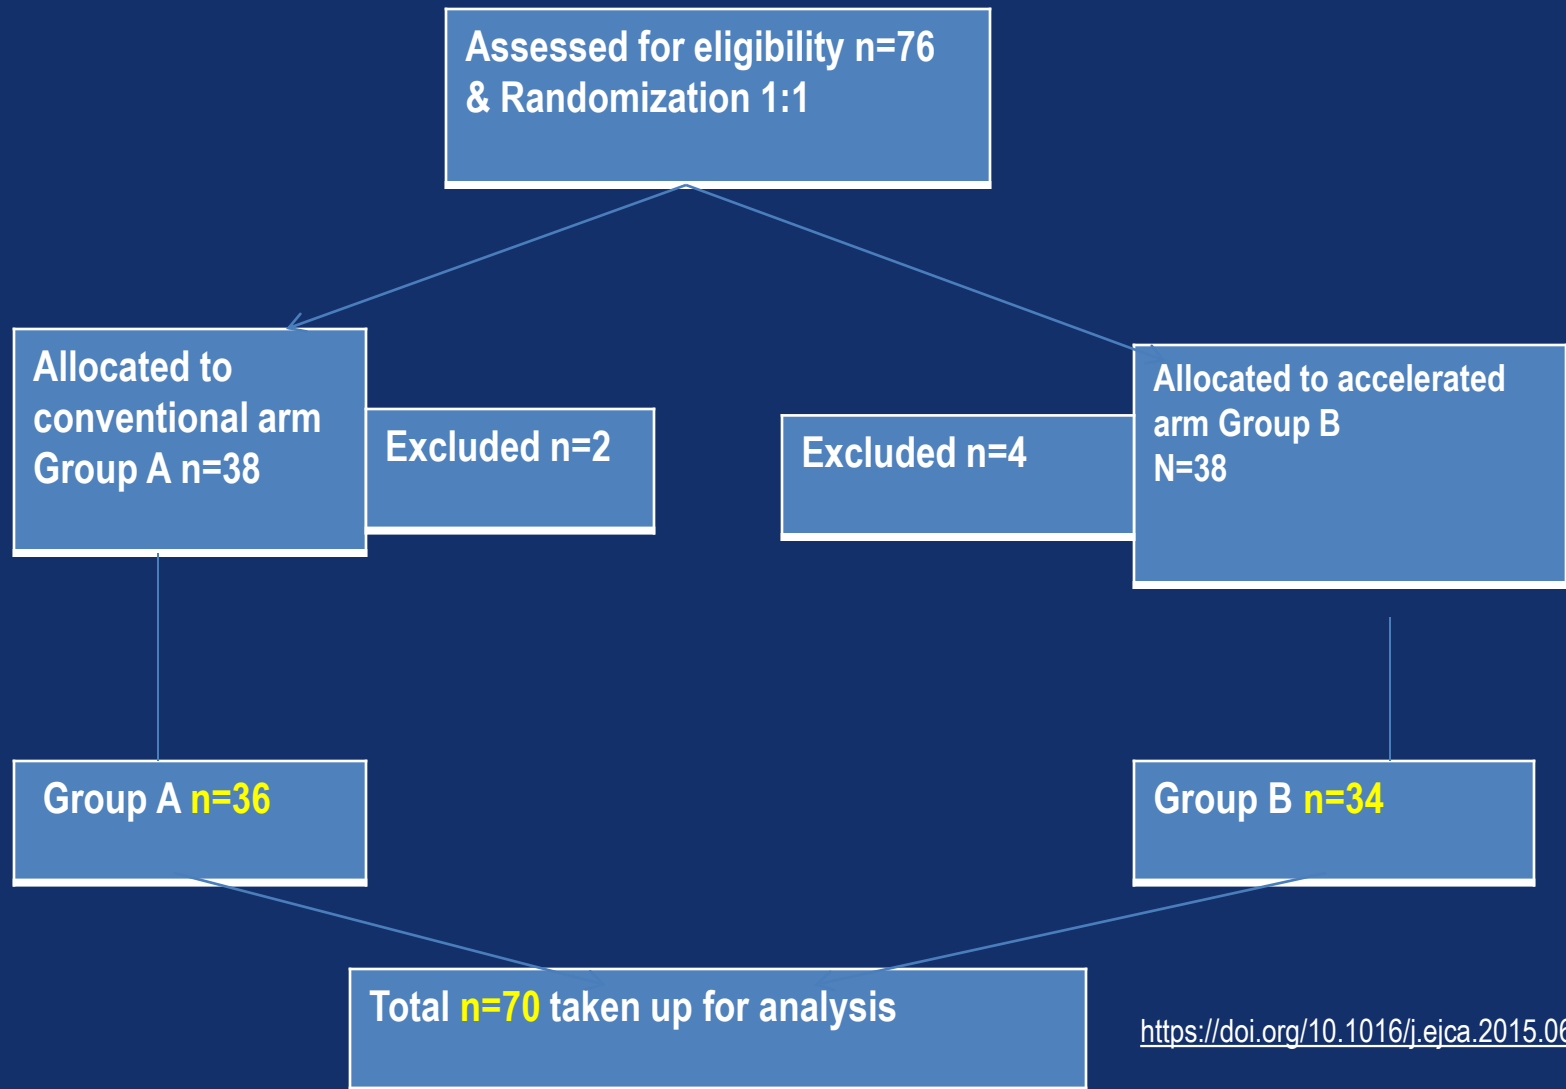 Assessed for eligibility n=76
& Randomization 1:1
Allocated to
conventional arm
Group A n=38
Excluded n=2
Excluded n=4
Allocated to accelerated
arm Group B
N=38
Group A n=36
Group B n=34
Total n=70 taken up for analysis
https://doi.org/10.1016/j.ejca.2015.06